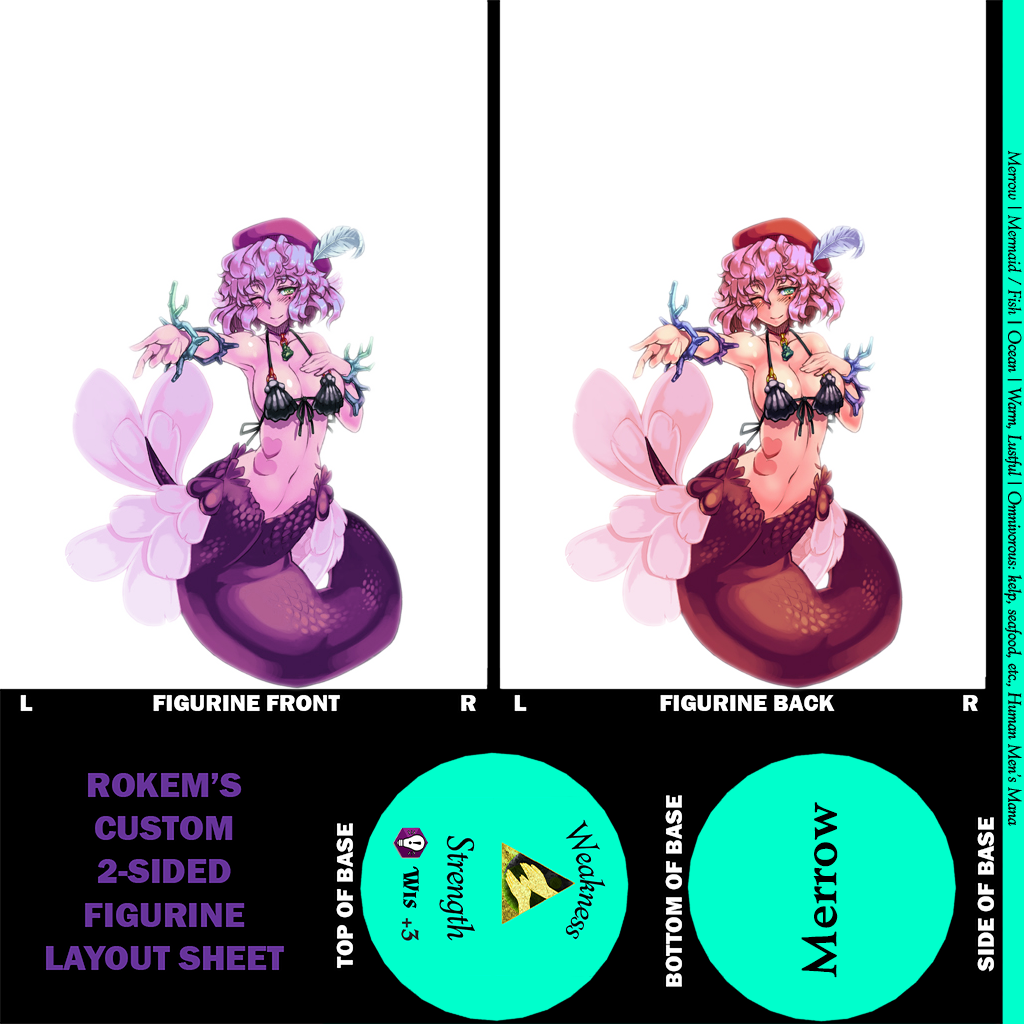 Merrow | Mermaid / Fish | Ocean | Warm, Lustful | Omnivorous: kelp, seafood, etc., Human Men's Mana
L FIGURINE FRONT R
L FIGURINE BACK R
ROKEM'S
CUSTOM
2-SIDED
FIGURINE
LAYOUT SHEET
TOP OF BASE
Weakness
Strength
Wis +3
BOTTOM OF BASE
Merrow
SIDE OF BASE